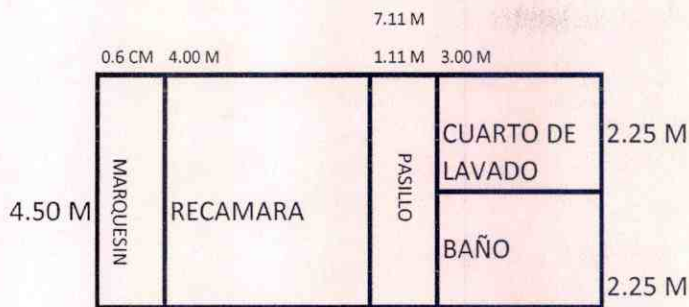 7.11 M
0.6 CM 4.00 M 1.11 M 3.00 M
4.50 M
MARQUESIN
RECAMARA
PASILLO
CUARTO DE
LAVADO
BAÑO
2.25 M
2.25 M